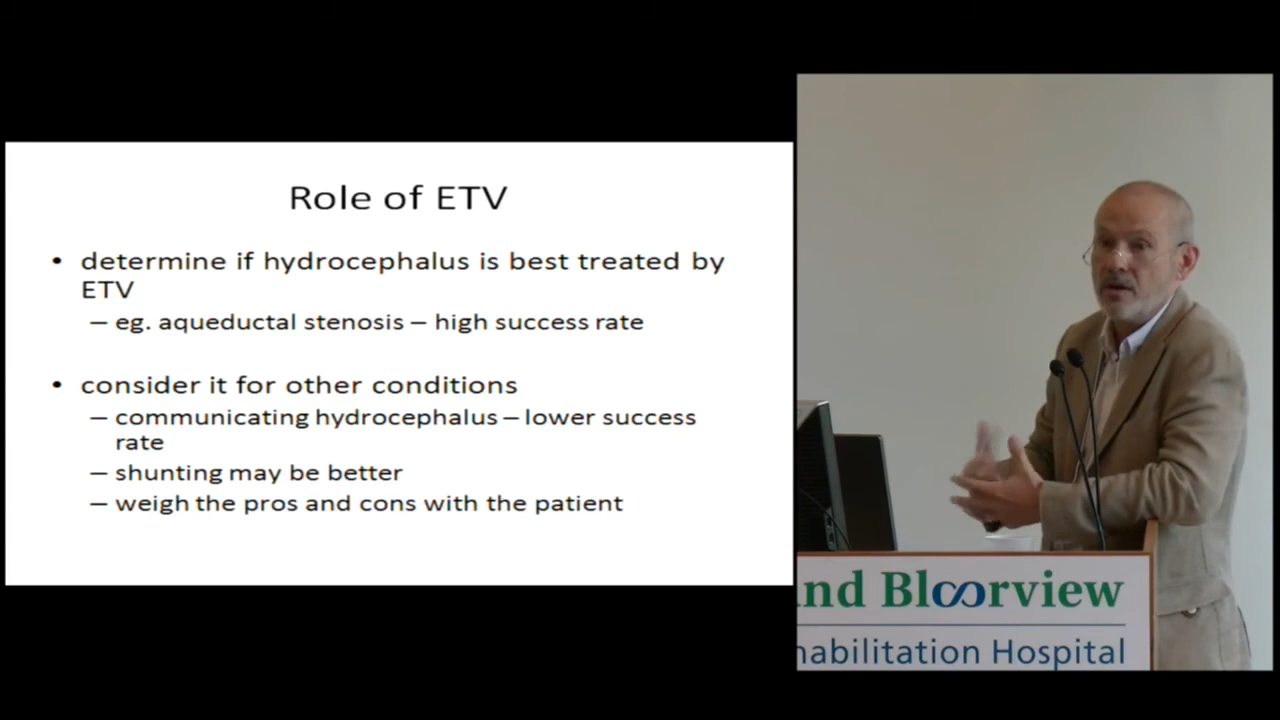 Role of ETV
• determine if hydrocephalus is best treated by
ETV
– eg. aqueductal stenosis – high success rate
• consider it for other conditions
– communicating hydrocephalus – lower success
rate
– shunting may be better
– weigh the pros and cons with the patient
nd Bloorview
habilitation Hospital